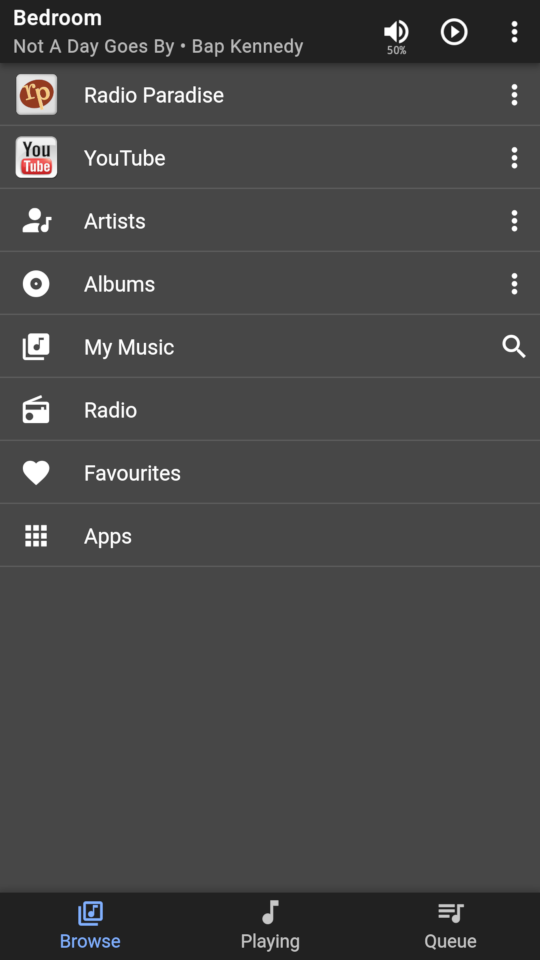 Bedroom
Not A Day Goes By • Bap Kennedy
50%
rp
Radio Paradise
You
Tube
YouTube
Artists
Albums
My Music
Radio
Favourites
Apps
Browse
Playing
Queue